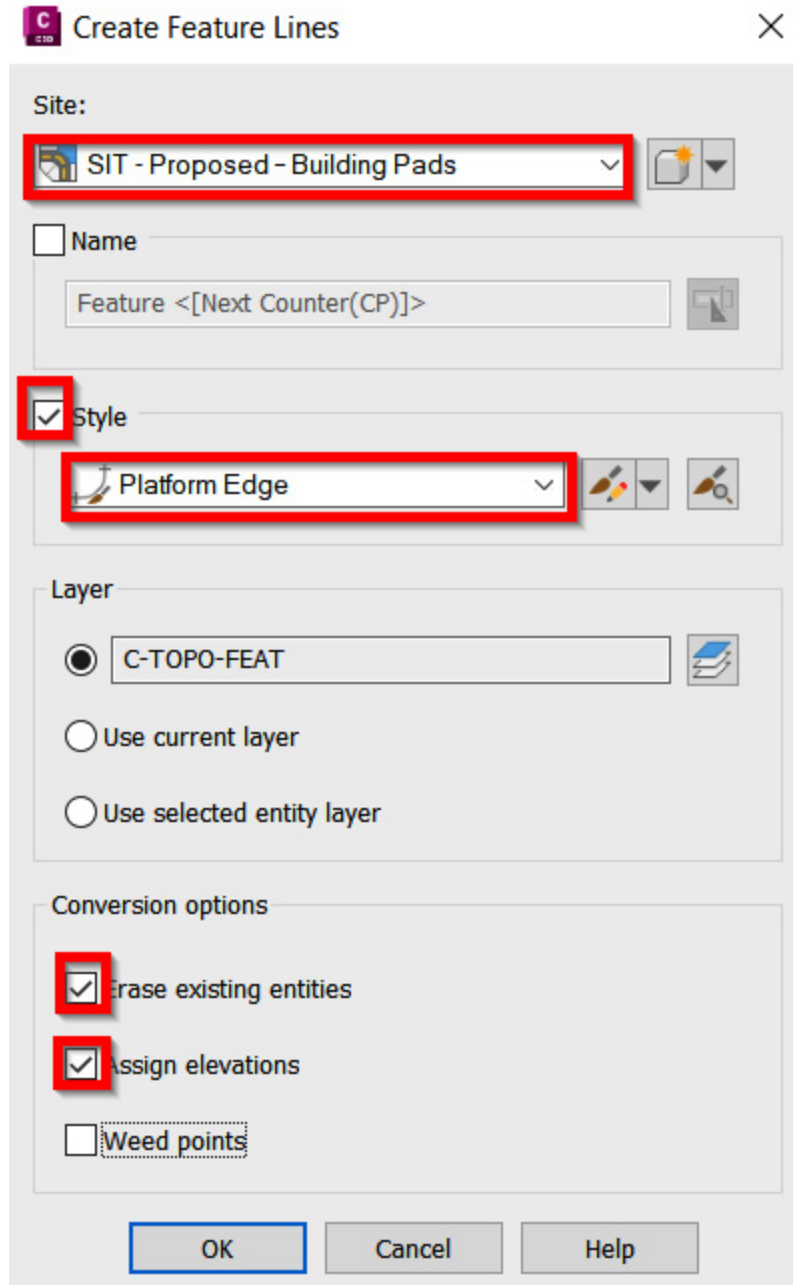 C
C3D
Create Feature Lines
Site:
SIT - Proposed – Building Pads
Name
Feature <[Next Counter(CP)]>
Style
Platform Edge
Layer
C-TOPO-FEAT
Use current layer
Use selected entity layer
Conversion options
Erase existing entities
Assign elevations
Weed points
OK Cancel Help